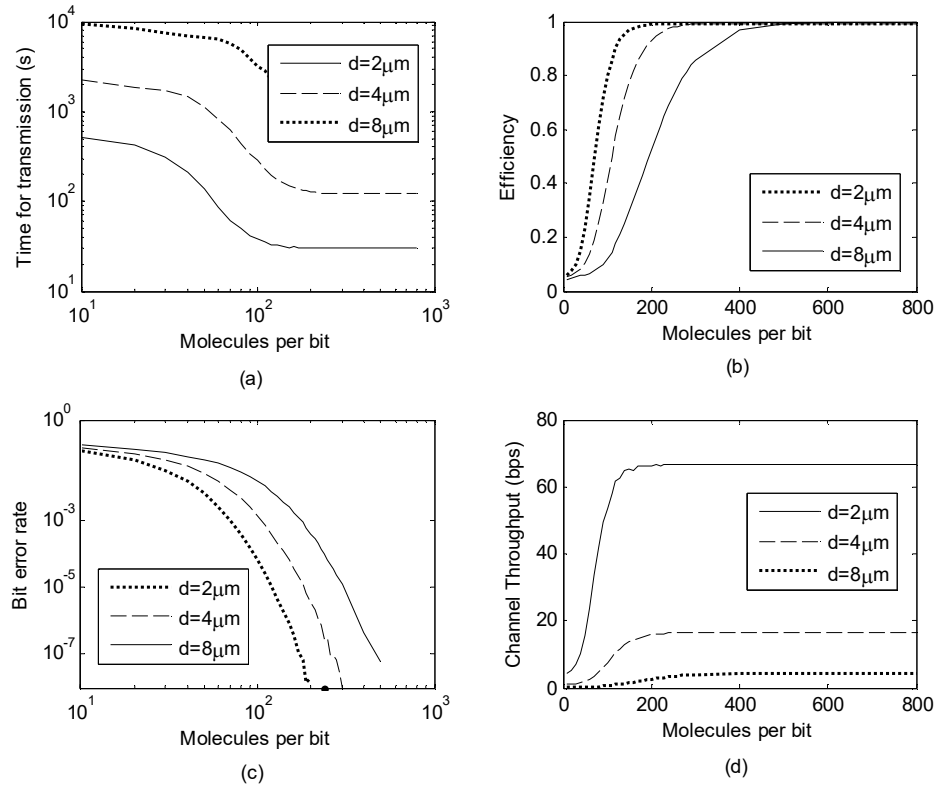 Time for transmission (s)
10^4
10^3
10^2
10^1
d=2μm
d=4μm
d=8μm
10^1
10^2
10^3
Molecules per bit
(a)
Efficiency
1
0.8
0.6
0.4
0.2
0
d=2μm
d=4μm
d=8μm
0
200
400
600
800
Molecules per bit
(b)
Bit error rate
10^0
10^-3
10^-5
10^-7
d=2μm
d=4μm
d=8μm
10^1
10^2
10^3
Molecules per bit
(c)
Channel Throughput (bps)
80
60
40
20
0
d=2μm
d=4μm
d=8μm
0
200
400
600
800
Molecules per bit
(d)